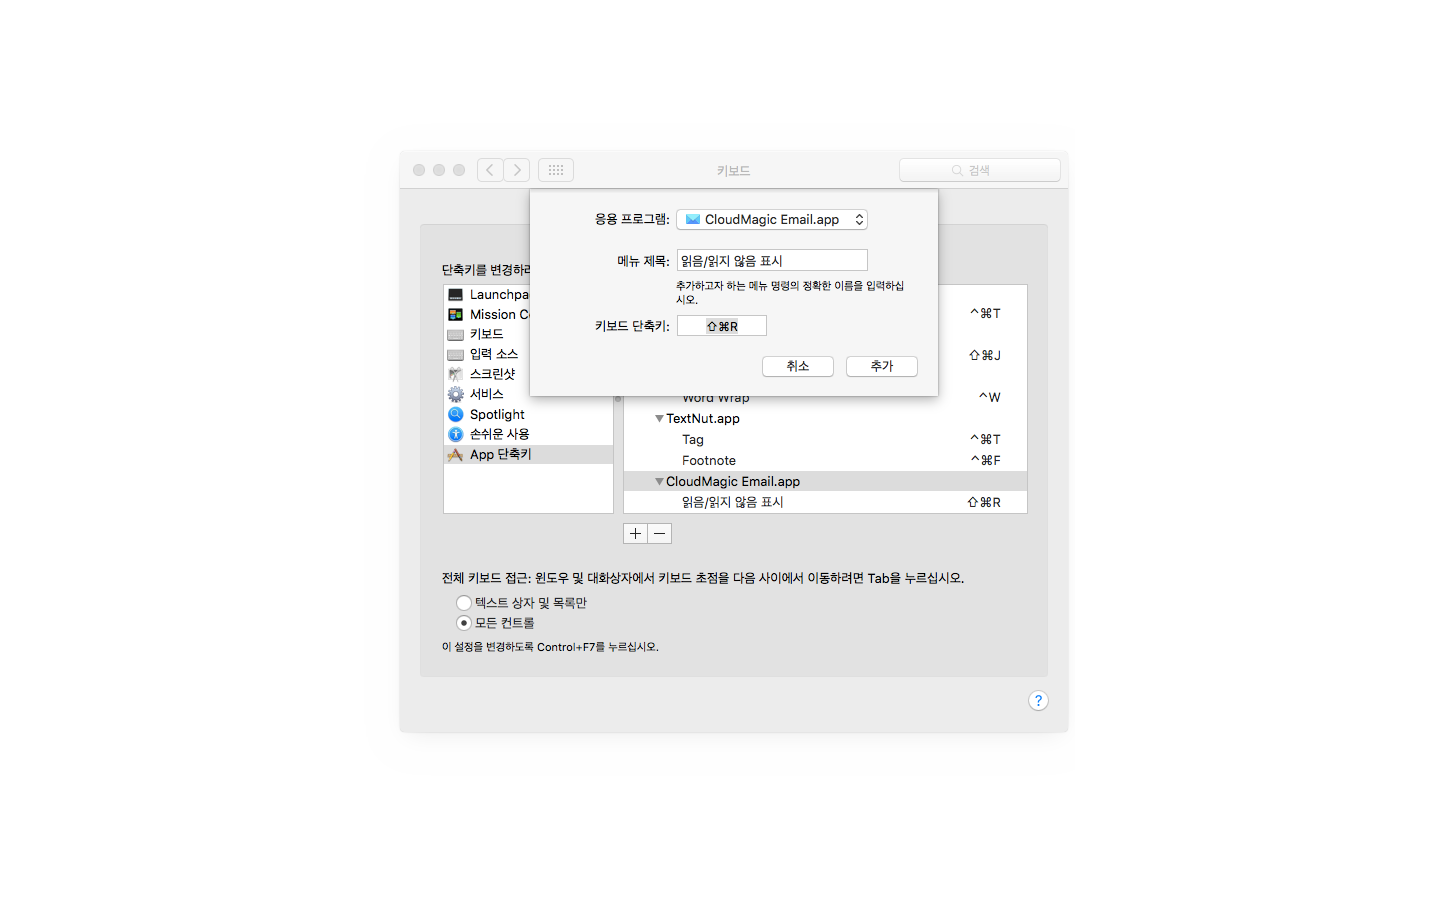 키보드
검색
응용 프로그램: CloudMagic Email.app
메뉴 제목: 읽음/읽지 않음 표시
추가하고자 하는 메뉴 명령의 정확한 이름을 입력하십
시오.
키보드 단축키: ⇧⌘R
취소 추가
단축키를 변경하려
Launchpa
Mission C
키보드
입력 소스
스크린샷
서비스
Spotlight
손쉬운 사용
App 단축키
^⌘T
⇧⌘J
Word Wrap ^W
TextNut.app
Tag ^⌘T
Footnote ^⌘F
CloudMagic Email.app
읽음/읽지 않음 표시 ⇧⌘R
전체 키보드 접근: 윈도우 및 대화상자에서 키보드 초점을 다음 사이에서 이동하려면 Tab을 누르십시오.
텍스트 상자 및 목록만
모든 컨트롤
이 설정을 변경하도록 Control+F7를 누르십시오.
?